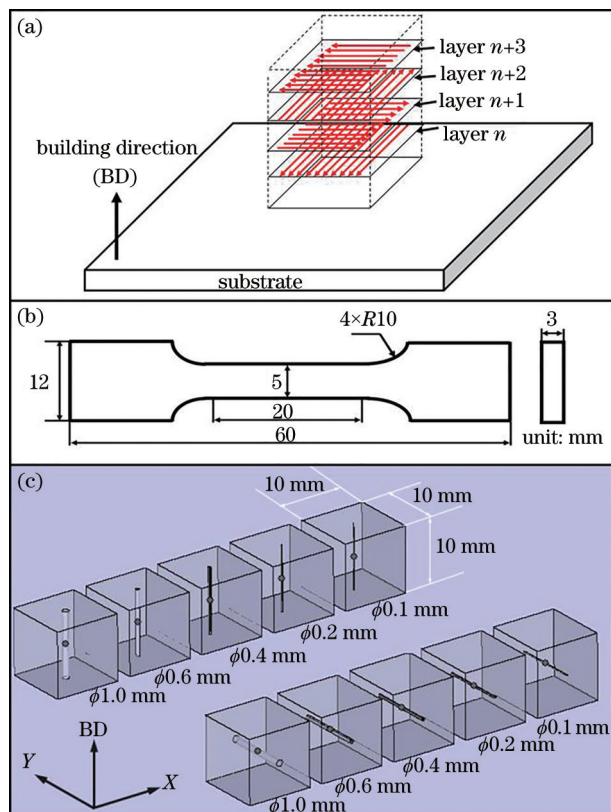 (a)
layer n+3
layer n+2
layer n+1
layer n
building direction
(BD)
substrate
(b)
4×R10
3
12
5
20
60
unit: mm
(c)
10 mm
10 mm
10 mm
ϕ0.1 mm
ϕ0.2 mm
ϕ0.4 mm
ϕ0.6 mm
ϕ1.0 mm
ϕ0.1 mm
ϕ0.2 mm
ϕ0.4 mm
ϕ0.6 mm
ϕ1.0 mm
BD
Y
X